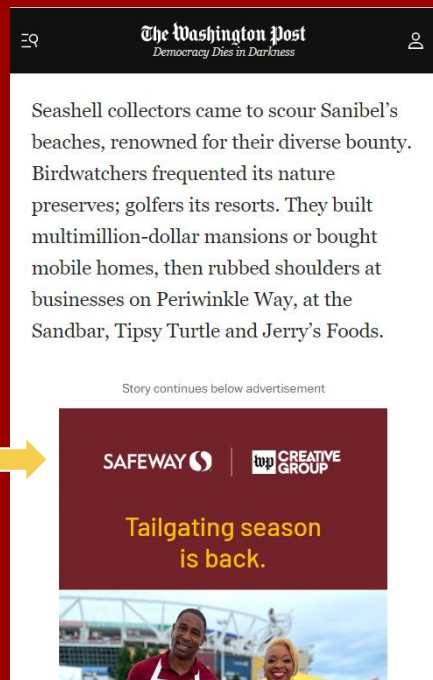 The Washington Post
Democracy Dies in Darkness
Seashell collectors came to scour Sanibel's
beaches, renowned for their diverse bounty.
Birdwatchers frequented its nature
preserves; golfers its resorts. They built
multimillion-dollar mansions or bought
mobile homes, then rubbed shoulders at
businesses on Periwinkle Way, at the
Sandbar, Tipsy Turtle and Jerry's Foods.
Story continues below advertisement
SAFEWAY wp CREATIVE
GROUP
Tailgating season
is back.